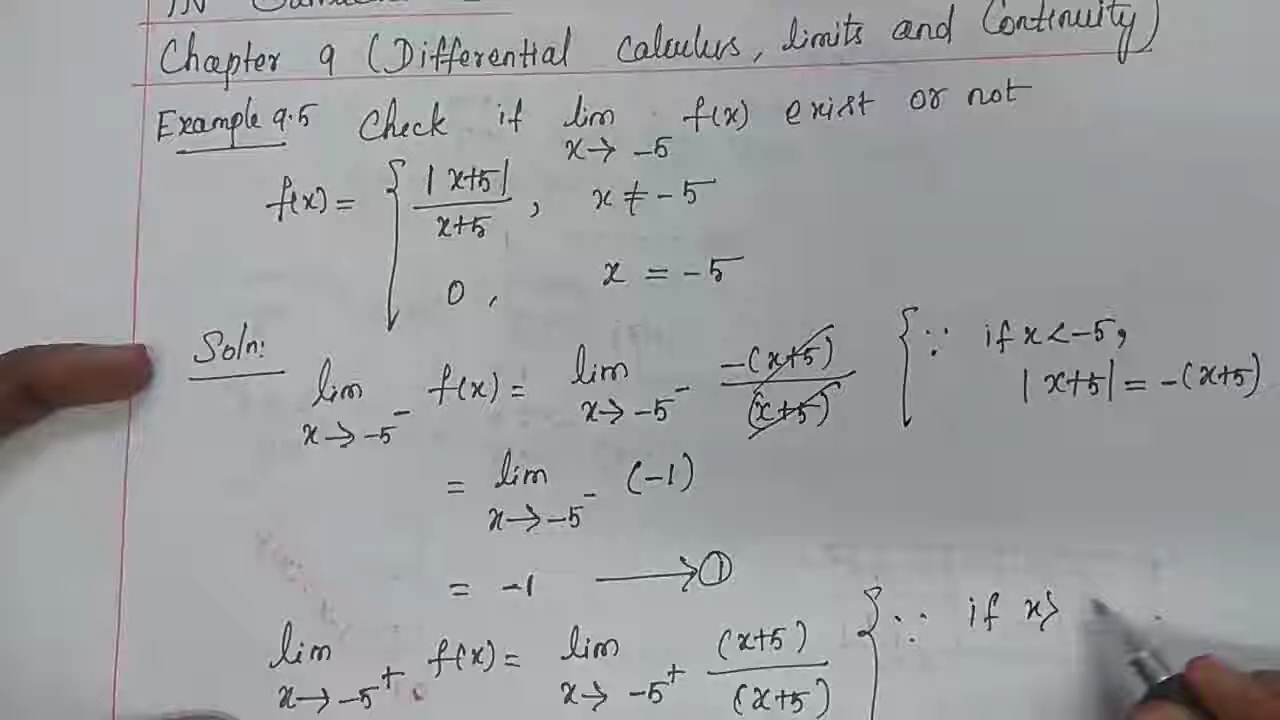 Chapter 9 (Differential Calculus, limits and Continuity)
Example 9.5 Check if lim x→ -5 f(x) exist or not
f(x) = { |x+5| / x+5 , x ≠ -5
0 , x = -5
Soln:
lim x→ -5⁻ f(x) = lim x→ -5⁻ -(x+5) / (x+5) { ∵ if x < -5, |x+5| = -(x+5)
= lim x→ -5⁻ (-1)
= -1 ⟶ ①
lim x→ -5⁺ f(x) = lim x→ -5⁺ (x+5) / (x+5) { ∵ if x>